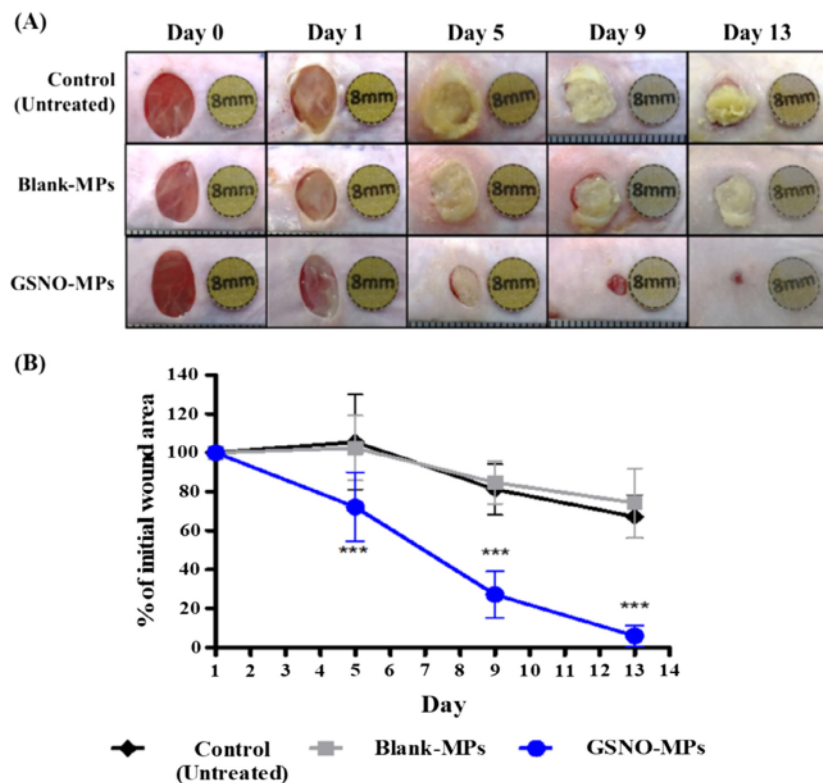 (A)
Day 0 Day 1 Day 5 Day 9 Day 13
Control
(Untreated)
8mm 8mm 8mm 8mm 8mm
Blank-MPs
8mm 8mm 8mm 8mm 8mm
GSNO-MPs
8mm 8mm 8mm 8mm 8mm
(B)
% of initial wound area
140
120
100
80
60
40
20
0
*** *** ***
1 2 3 4 5 6 7 8 9 10 11 12 13 14
Day
Control
(Untreated)
Blank-MPs
GSNO-MPs